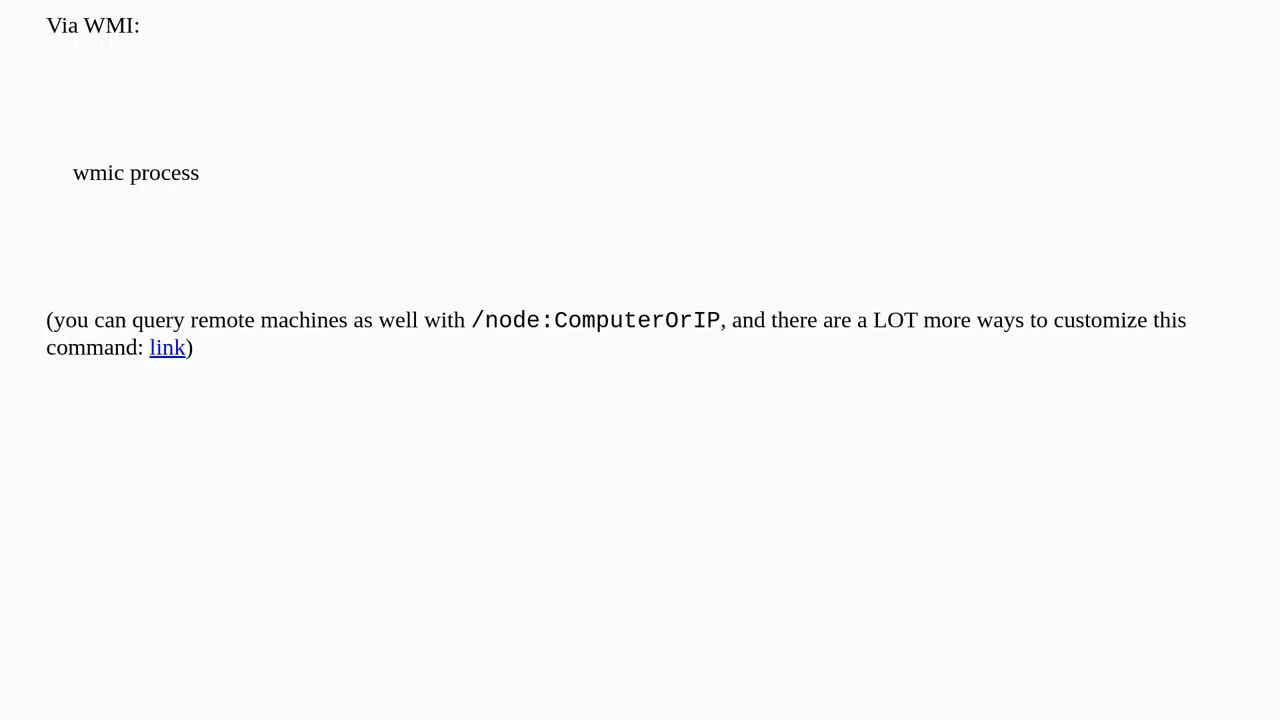 Via WMI:
wmic process
(you can query remote machines as well with /node:ComputerOrIP, and there are a LOT more ways to customize this
command: link)